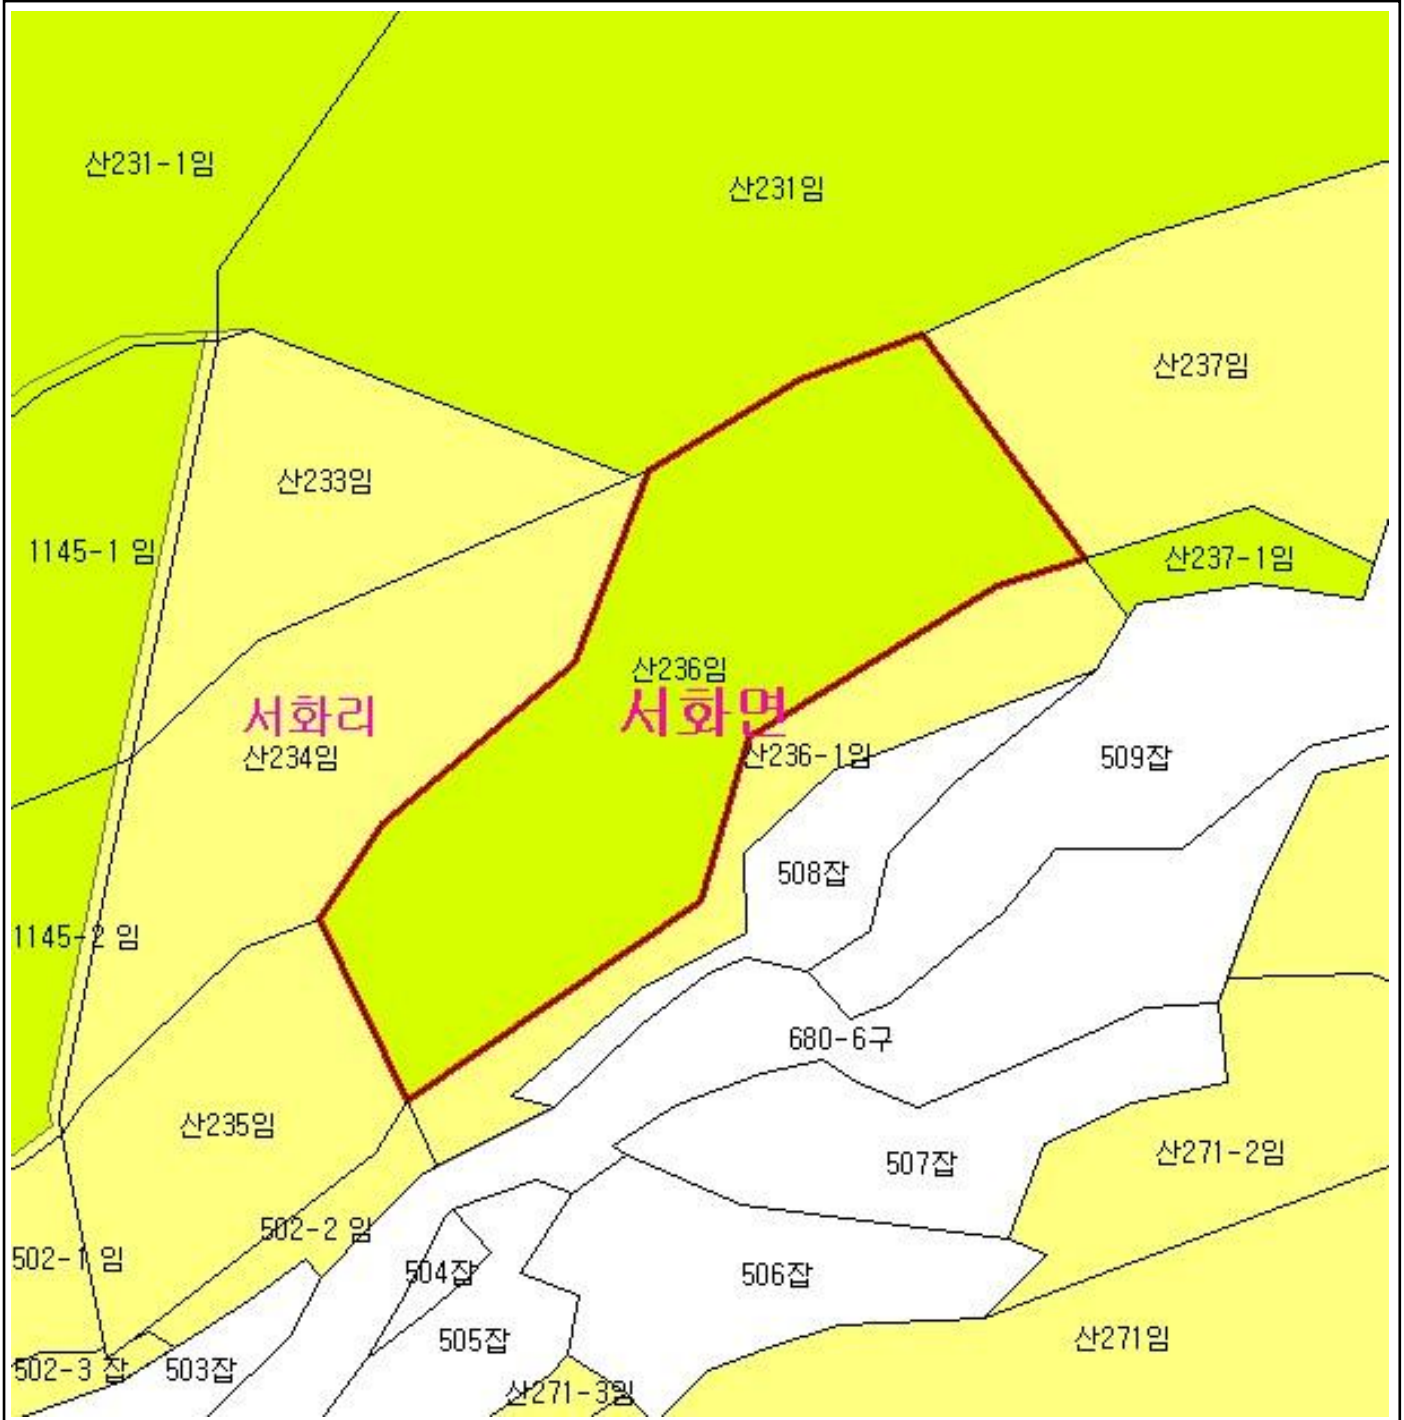 산231-1임
산231임
산237임
산233임
1145-1 임
산237-1임
산236임
서화리
서화면
산234임
산236-1임
509잡
508잡
1145-2 임
680-6구
산235임
산271-2임
507잡
502-2 임
502-1 임
504잡
506잡
505잡
산271임
502-3 잡
503잡
산271-3임